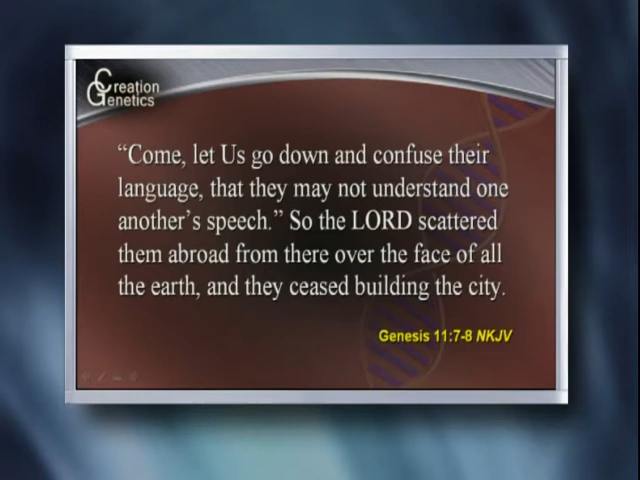 Creation
Genetics
“Come, let Us go down and confuse their
language, that they may not understand one
another’s speech.” So the LORD scattered
them abroad from there over the face of all
the earth, and they ceased building the city.
Genesis 11:7-8 NKJV